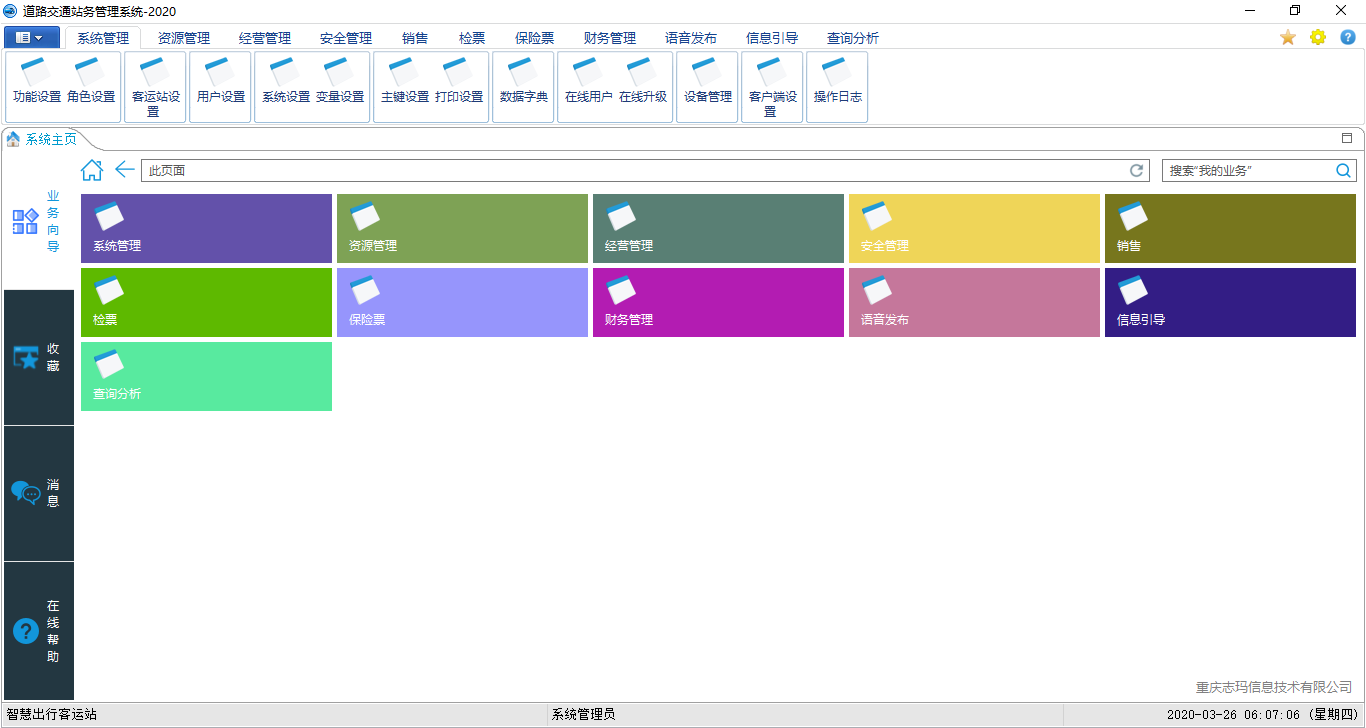 道路交通站务管理系统-2020
系统管理 资源管理 经营管理 安全管理 销售 检票 保险票 财务管理 语音发布 信息引导 查询分析
功能设置 角色设置 客运站设置 用户设置 系统设置 变量设置 主键设置 打印设置 数据字典 在线用户 在线升级 设备管理 客户端设置 操作日志
系统主页
此页面
搜索"我的业务"
业务向导
收藏
消息
在线帮助
系统管理 资源管理 经营管理 安全管理 销售
检票 保险票 财务管理 语音发布 信息引导
查询分析
重庆志玛信息技术有限公司
智慧出行客运站 系统管理员 2020-03-26 06:07:06 (星期四)